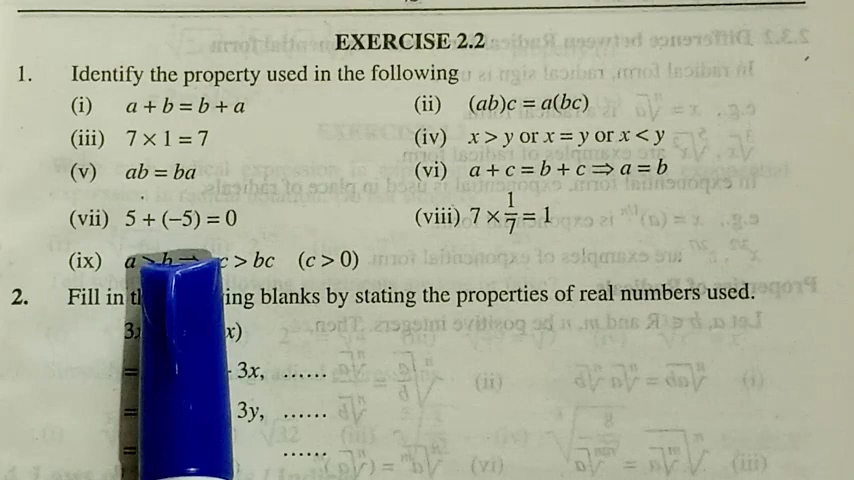 EXERCISE 2.2
1. Identify the property used in the following
(i) a + b = b + a (ii) (ab)c = a(bc)
(iii) 7 × 1 = 7 (iv) x > y or x = y or x < y
(v) ab = ba (vi) a + c = b + c ⇒ a = b
(vii) 5 + (–5) = 0 (viii) 7 × 1/7 = 1
(ix) a > b ⇒ c > bc (c > 0)
2. Fill in ing blanks by stating the properties of real numbers used.
3 x)
= 3x, ......
= 3y, ......
= ......